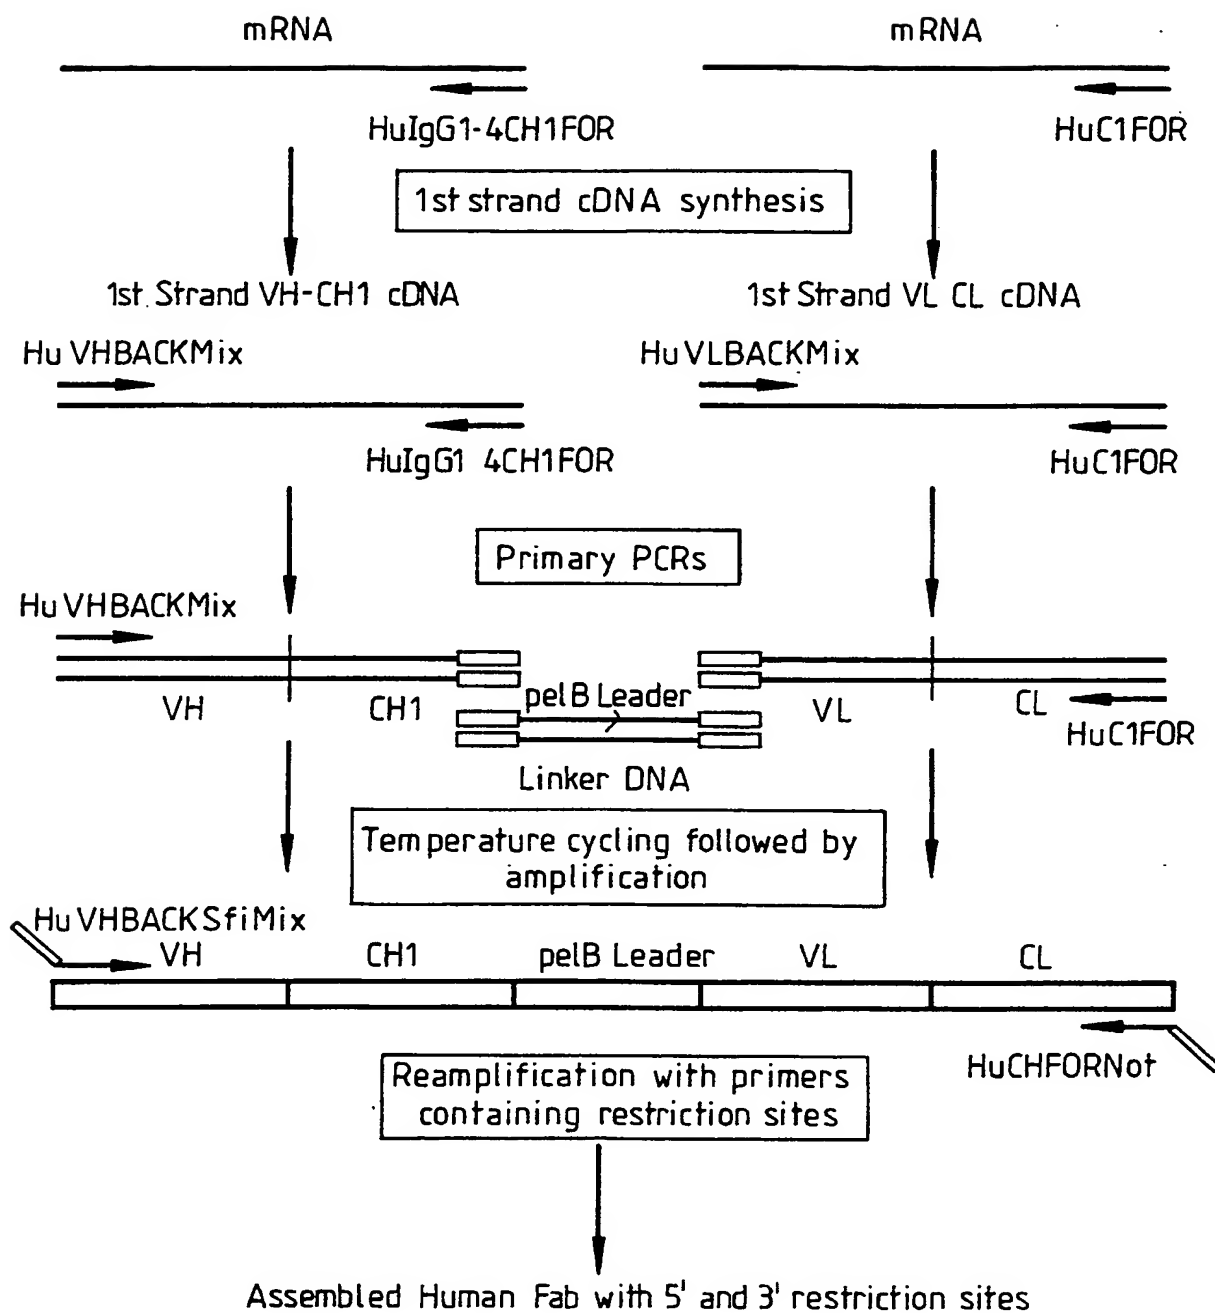 mRNA
mRNA
HuIgG1-4CH1FOR
HuC1FOR
1st strand cDNA synthesis
1st Strand VH-CH1 cDNA
1st Strand VL CL cDNA
Hu VHBACKMix
Hu VLBACKMix
HuIgG1 4CH1FOR
HuC1FOR
Primary PCRs
Hu VHBACKMix
VH
CH1
pelB Leader
VL
CL
HuC1FOR
Linker DNA
Temperature cycling followed by
amplification
Hu VHBACKSfiMix
VH
CH1
pelB Leader
VL
CL
HuCHFORNot
Reamplification with primers
containing restriction sites
Assembled Human Fab with 5' and 3' restriction sites